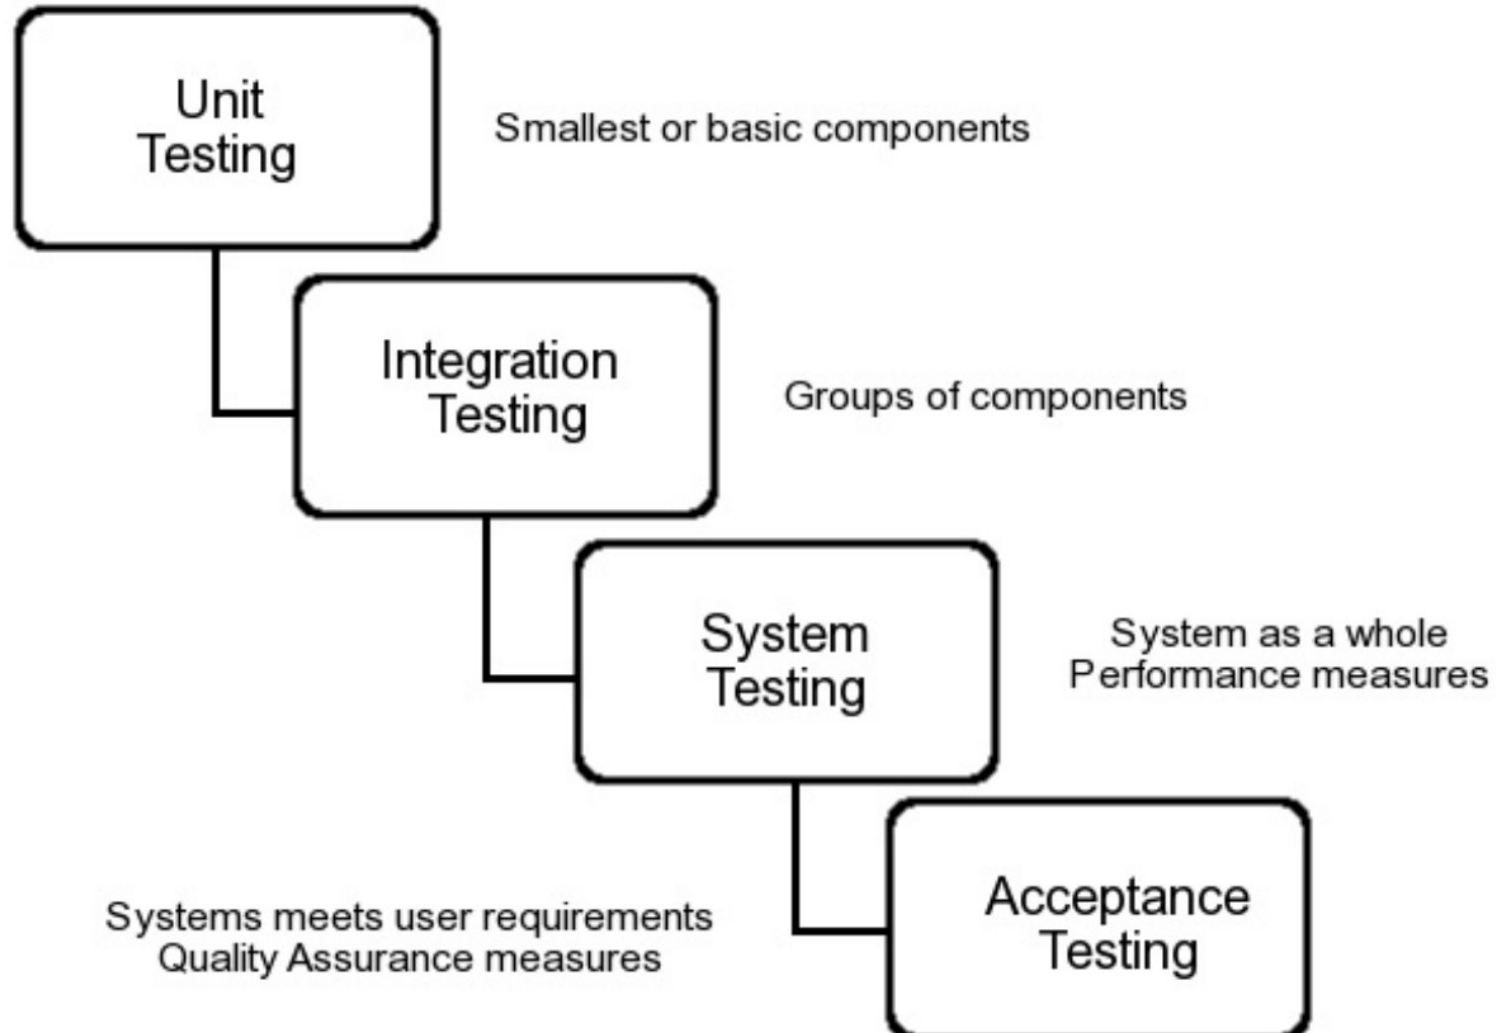 Unit
Testing
Smallest or basic components
Integration
Testing
Groups of components
System
Testing
System as a whole
Performance measures
Acceptance
Testing
Systems meets user requirements
Quality Assurance measures